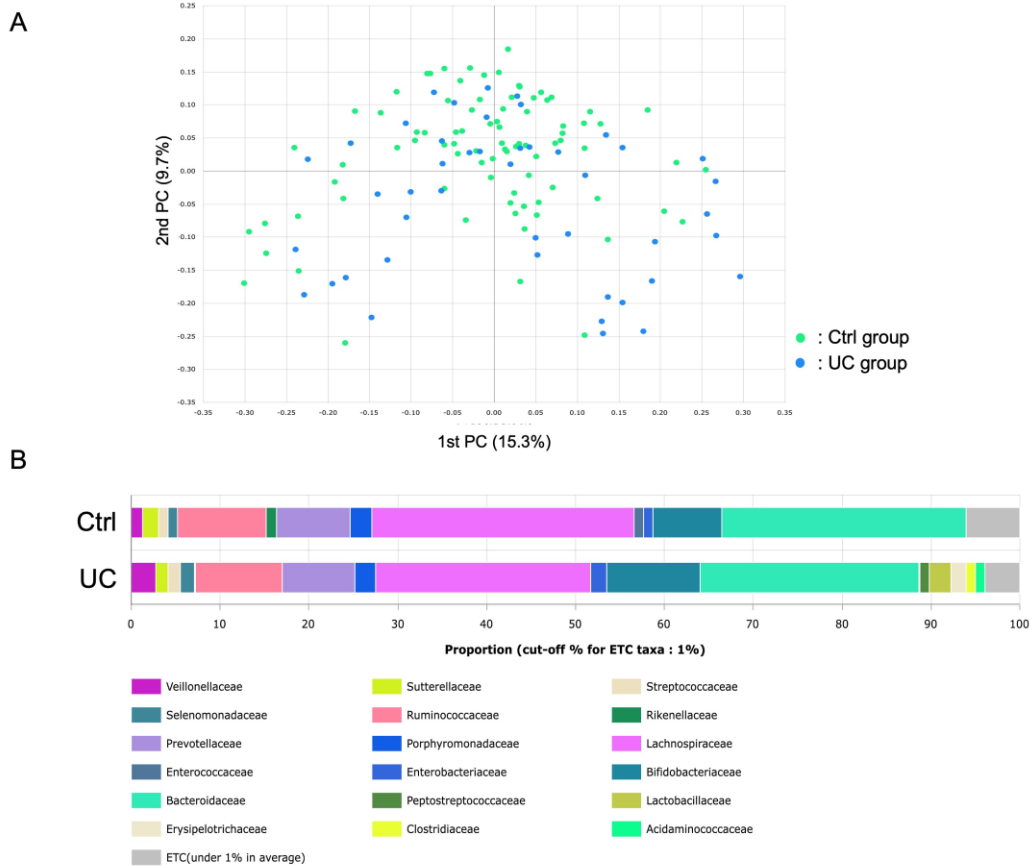 A
0.25
0.20
0.15
0.10
0.05
0.00
-0.05
-0.10
-0.15
-0.20
-0.25
-0.30
-0.35
2nd PC (9.7%)
-0.35 -0.30 -0.25 -0.20 -0.15 -0.10 -0.05 0.00 0.05 0.10 0.15 0.20 0.25 0.30 0.35
1st PC (15.3%)
: Ctrl group
: UC group
B
Ctrl
UC
0 10 20 30 40 50 60 70 80 90 100
Proportion (cut-off % for ETC taxa : 1%)
Veillonellaceae Sutterellaceae Streptococcaceae
Selenomonadaceae Ruminococcaceae Rikenellaceae
Prevotellaceae Porphyromonadaceae Lachnospiraceae
Enterococcaceae Enterobacteriaceae Bifidobacteriaceae
Bacteroidaceae Peptostreptococcaceae Lactobacillaceae
Erysipelotrichaceae Clostridiaceae Acidaminococcaceae
ETC(under 1% in average)